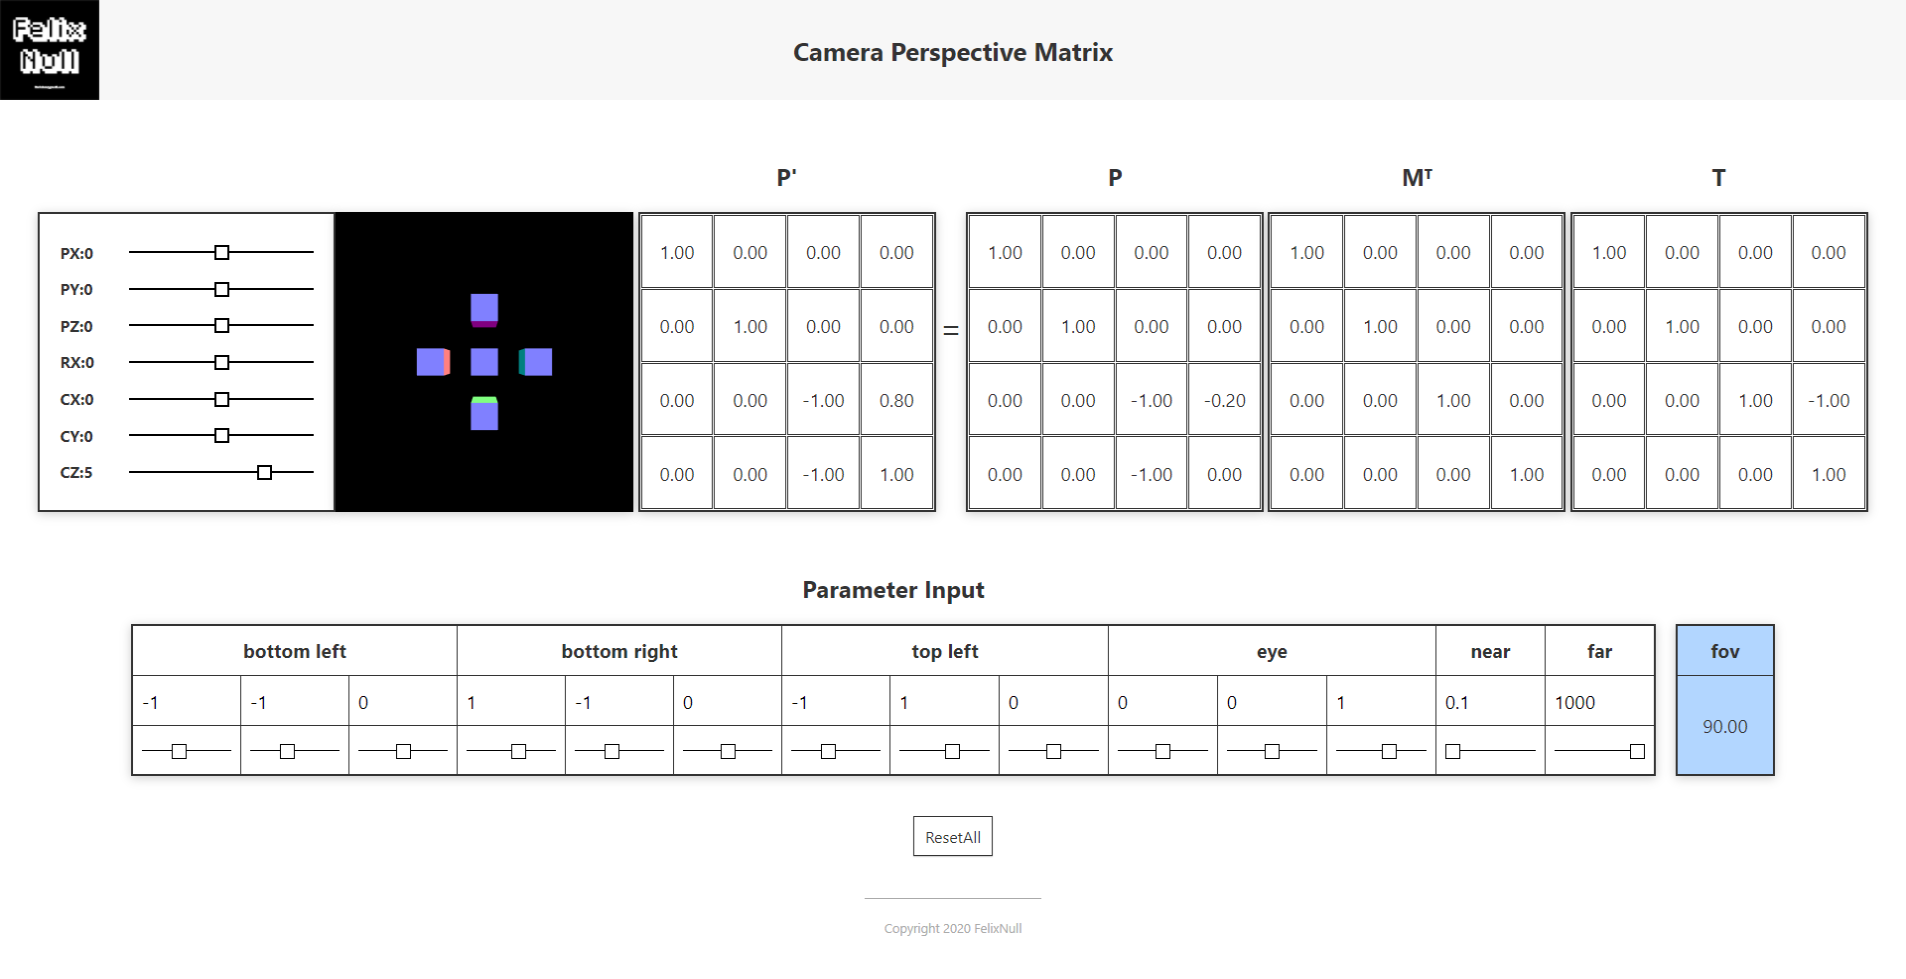 Felix
Null
Camera Perspective Matrix
P' P Mᵀ T
PX:0
PY:0
PZ:0
RX:0
CX:0
CY:0
CZ:5
1.00 0.00 0.00 0.00
0.00 1.00 0.00 0.00
0.00 0.00 -1.00 0.80
0.00 0.00 -1.00 1.00
=
1.00 0.00 0.00 0.00
0.00 1.00 0.00 0.00
0.00 0.00 -1.00 -0.20
0.00 0.00 -1.00 0.00
1.00 0.00 0.00 0.00
0.00 1.00 0.00 0.00
0.00 0.00 1.00 0.00
0.00 0.00 0.00 1.00
1.00 0.00 0.00 0.00
0.00 1.00 0.00 0.00
0.00 0.00 1.00 -1.00
0.00 0.00 0.00 1.00
Parameter Input
bottom left bottom right top left eye near far fov
-1 -1 0 1 -1 0 -1 1 0 0 0 1 0.1 1000 90.00
ResetAll
Copyright 2020 FelixNull